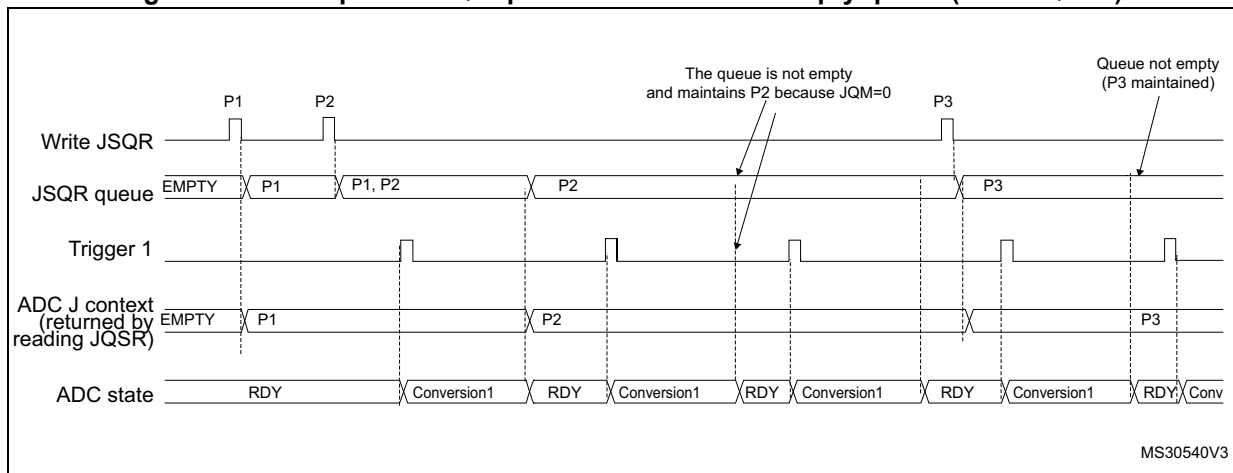 The queue is not empty
and maintains P2 because JQM=0
Queue not empty
(P3 maintained)
P1 P2 P3
Write JSQR
JSQR queue EMPTY P1 P1, P2 P2 P3
Trigger 1
ADC J context
(returned by
reading JQSR)
EMPTY P1 P2 P3
ADC state RDY Conversion1 RDY Conversion1 RDY Conversion1 RDY Conversion1 RDY Conv
MS30540V3